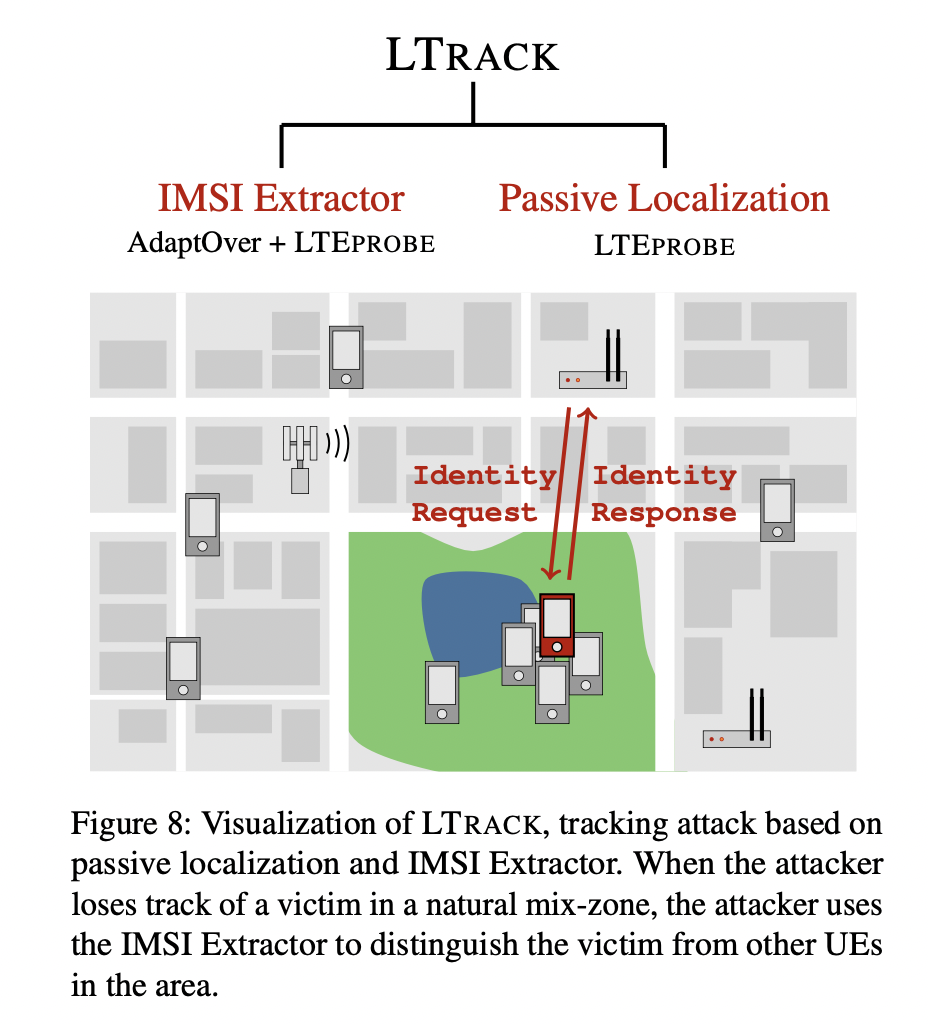 LTRACK
IMSI Extractor
AdaptOver + LTEPROBE
Passive Localization
LTEPROBE
Identity
Request
Identity
Response
Figure 8: Visualization of LTRACK, tracking attack based on
passive localization and IMSI Extractor. When the attacker
loses track of a victim in a natural mix-zone, the attacker uses
the IMSI Extractor to distinguish the victim from other UEs
in the area.